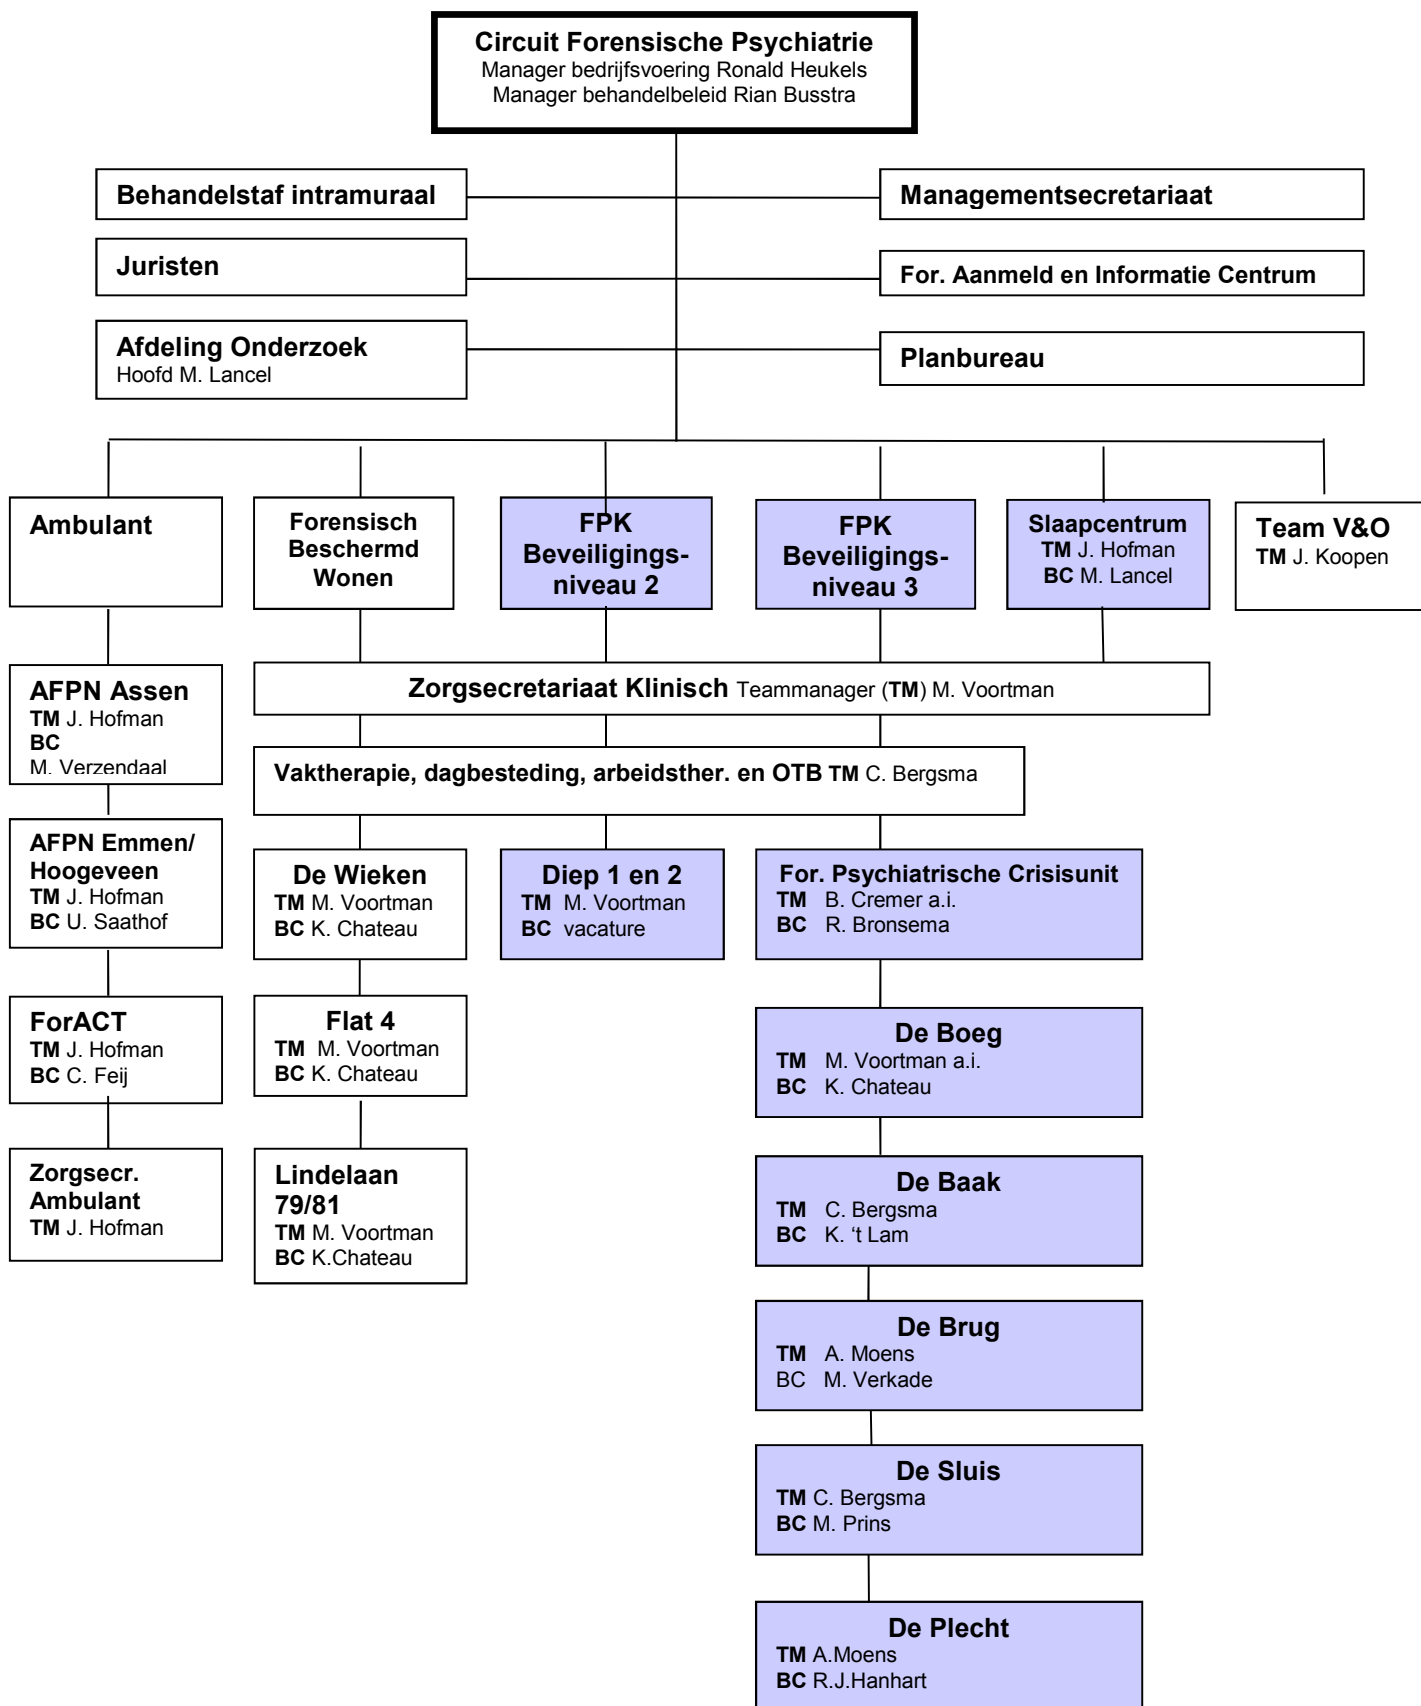 Circuit Forensische Psychiatrie
Manager bedrijfsvoering Ronald Heukels
Manager behandelbeleid Rian Busstra
Behandelstaf intramuraal
Managementsecretariaat
Juristen
For. Aanmeld en Informatie Centrum
Afdeling Onderzoek
Hoofd M. Lancel
Planbureau
Ambulant
Forensisch
Beschermd
Wonen
FPK
Beveiligings-
niveau 2
FPK
Beveiligings-
niveau 3
Slaapcentrum
TM J. Hofman
BC M. Lancel
Team V&O
TM J. Koopen
Zorgsecretariaat Klinisch Teammanager (TM) M. Voortman
Vaktherapie, dagbesteding, arbeidsther. en OTB TM C. Bergsma
AFPN Assen
TM J. Hofman
BC
M. Verzendaal
AFPN Emmen/
Hoogeveen
TM J. Hofman
BC U. Saathof
ForACT
TM J. Hofman
BC C. Feij
Zorgsecr.
Ambulant
TM J. Hofman
De Wieken
TM M. Voortman
BC K. Chateau
Flat 4
TM M. Voortman
BC K. Chateau
Lindelaan
79/81
TM M. Voortman
BC K.Chateau
Diep 1 en 2
TM M. Voortman
BC vacature
For. Psychiatrische Crisisunit
TM B. Cremer a.i.
BC R. Bronsema
De Boeg
TM M. Voortman a.i.
BC K. Chateau
De Baak
TM C. Bergsma
BC K. ‘t Lam
De Brug
TM A. Moens
BC M. Verkade
De Sluis
TM C. Bergsma
BC M. Prins
De Plecht
TM A.Moens
BC R.J.Hanhart